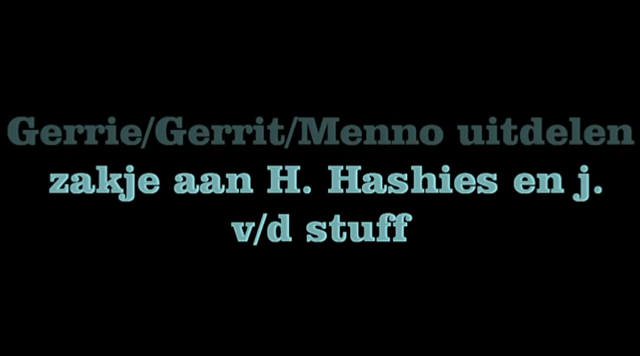 Gerrie/Gerrit/Menno uitdelen
zakje aan H. Hashies en j.
v/d stuff